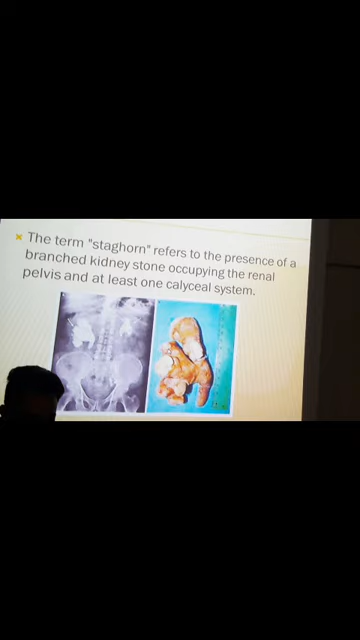 The term "staghorn" refers to the presence of a
branched kidney stone occupying the renal
pelvis and at least one calyceal system.